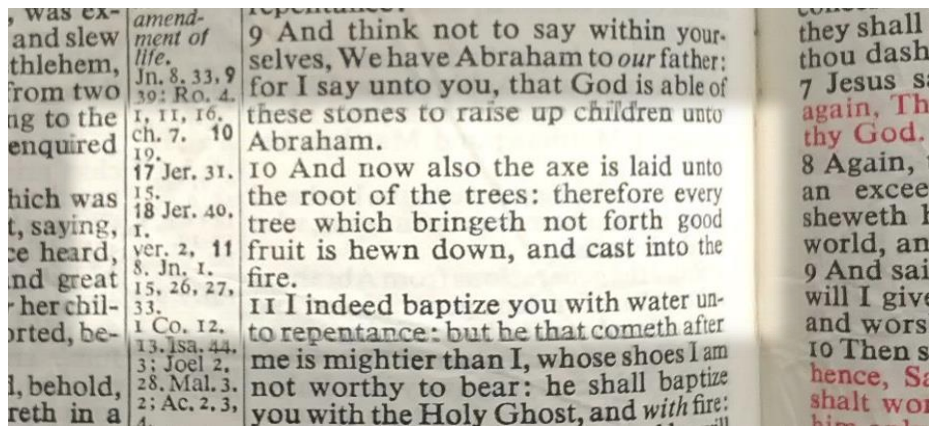 was ex-
and slew
thlehem,
from two
ng to the
enquired
hich was
t, saying,
ce heard,
nd great
her chil-
orted, be-
l, behold,
reth in a
amend-
ment of
life.
Jn. 8. 33, 9
39: Ro. 4.
1, 11, 16.
ch. 7. 10
19.
17 Jer. 31.
15.
18 Jer. 40.
1.
ver. 2, 11
8. Jn. 1.
15, 26, 27,
33.
1 Co. 12.
13. Isa. 44.
3; Joel 2.
28. Mal. 3.
2; Ac. 2. 3,
4.
9 And think not to say within your-
selves, We have Abraham to our father:
for I say unto you, that God is able of
these stones to raise up children unto
Abraham.
10 And now also the axe is laid unto
the root of the trees: therefore every
tree which bringeth not forth good
fruit is hewn down, and cast into the
fire.
11 I indeed baptize you with water un-
to repentance: but he that cometh after
me is mightier than I, whose shoes I am
not worthy to bear: he shall baptize
you with the Holy Ghost, and with fire:
they shall
thou dash
7 Jesus sa
again, Th
thy God.
8 Again,
an excee
sheweth
world, an
9 And sai
will I give
and wors
10 Then s
hence, Sa
shalt wor